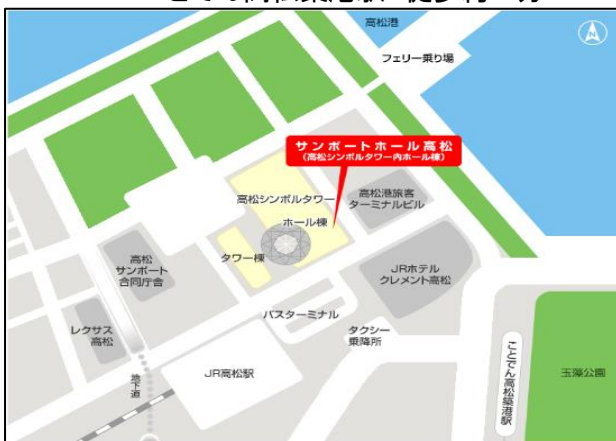 高松港
フェリー乗り場
N
サンポートホール高松
(高松シンボルタワー内ホール棟)
高松シンボルタワー
高松港旅客
ターミナルビル
ホール棟
タワー棟
高松
サンポート
合同庁舎
JRホテル
クレメント高松
バスターミナル
タクシー
乗降所
レクサス
高松
地下道
JR高松駅
ことでん高松築港駅
玉藻公園